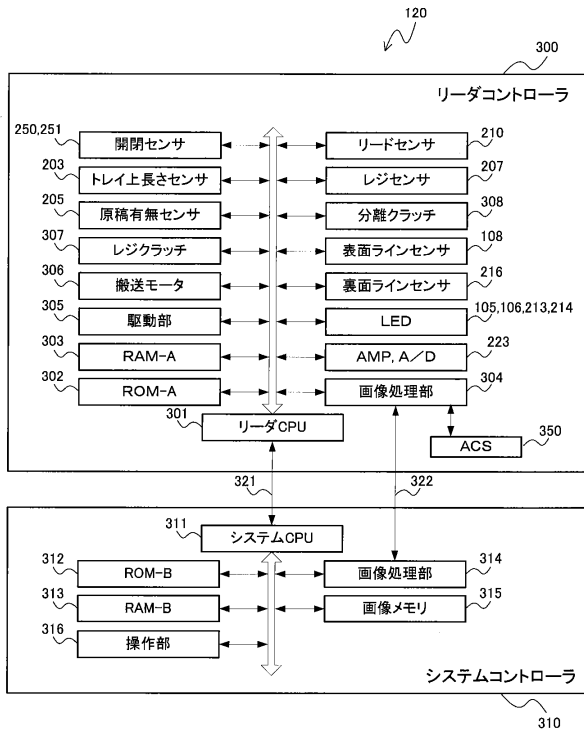 120
300
リーダコントローラ
250,251
開閉センサ
リードセンサ
210
203
トレイ上長さセンサ
レジセンサ
207
205
原稿有無センサ
分離クラッチ
308
307
レジクラッチ
表面ラインセンサ
108
306
搬送モータ
裏面ラインセンサ
216
305
駆動部
LED
105,106,213,214
303
RAM-A
AMP, A/D
223
302
ROM-A
画像処理部
304
301
リーダCPU
ACS
350
321
322
311
システムCPU
312
ROM-B
画像処理部
314
313
RAM-B
画像メモリ
315
316
操作部
システムコントローラ
310